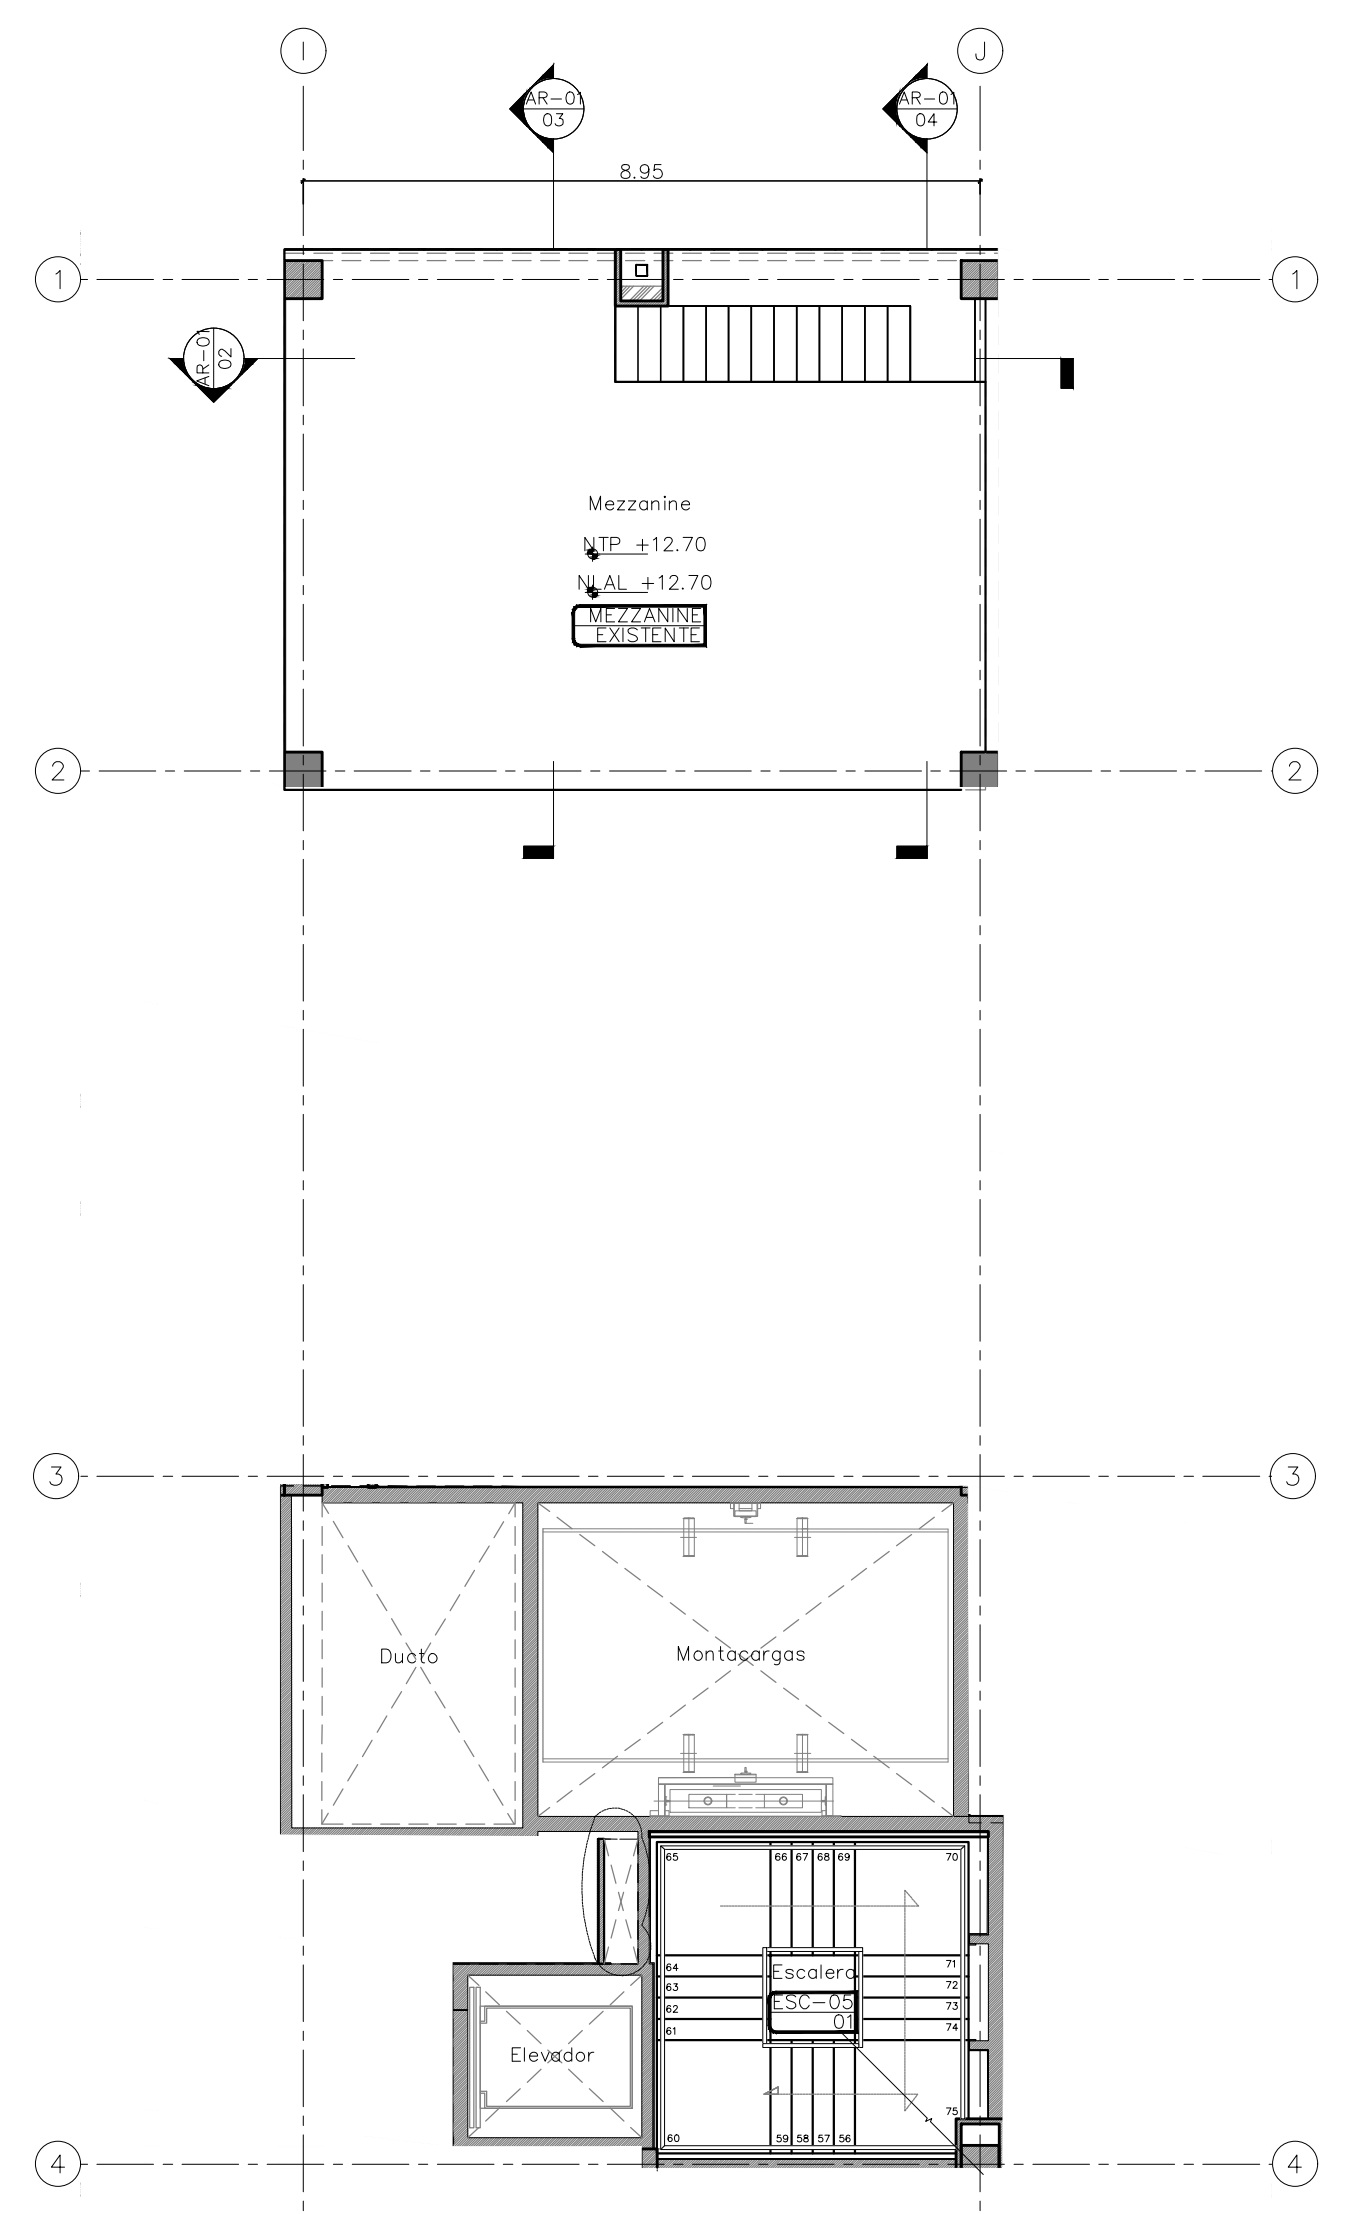 I
J
AR-01
03
AR-01
04
8.95
1
1
AR-01
02
Mezzanine
NTP +12.70
NLAL +12.70
MEZZANINE
EXISTENTE
2
2
3
3
Ducto
Montacargas
65 66 67 68 69 70
64 71
63 72
62 73
61 74
Escalera
ESC-05
01
Elevador
75
60 59 58 57 56
4
4